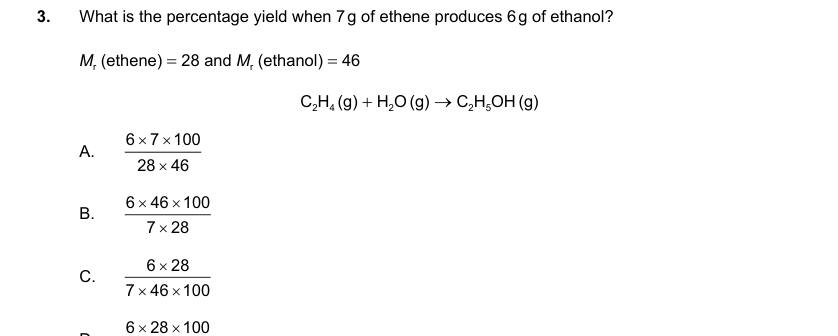 3. What is the percentage yield when 7 g of ethene produces 6 g of ethanol?
Mᵣ (ethene) = 28 and Mᵣ (ethanol) = 46
C₂H₄ (g) + H₂O (g) → C₂H₅OH (g)
A. 6 × 7 × 100
28 × 46
B. 6 × 46 × 100
7 × 28
C. 6 × 28
7 × 46 × 100
6 × 28 × 100